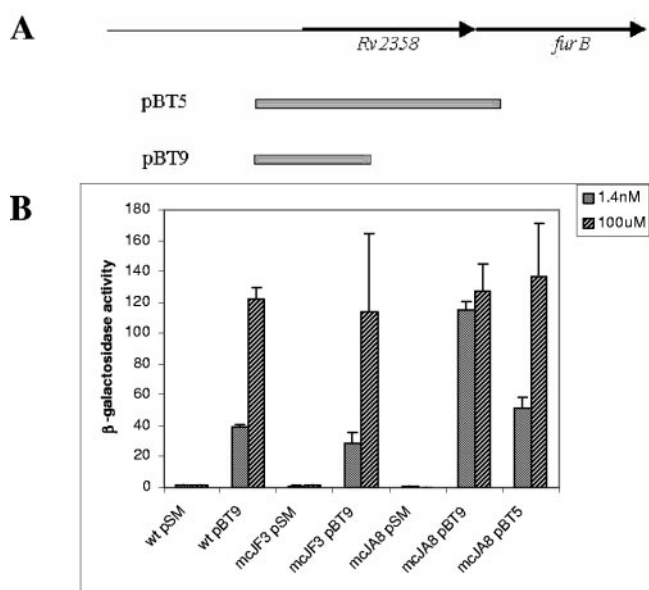 A
Rv2358 furB
pBT5
pBT9
B
1.4nM
100uM
180
160
140
120
100
80
60
40
20
0
β-galactosidase activity
wt pSM
wt pBT9
mcJF3 pSM
mcJF3 pBT9
mcJA8 pSM
mcJA8 pBT9
mcJA8 pBT5